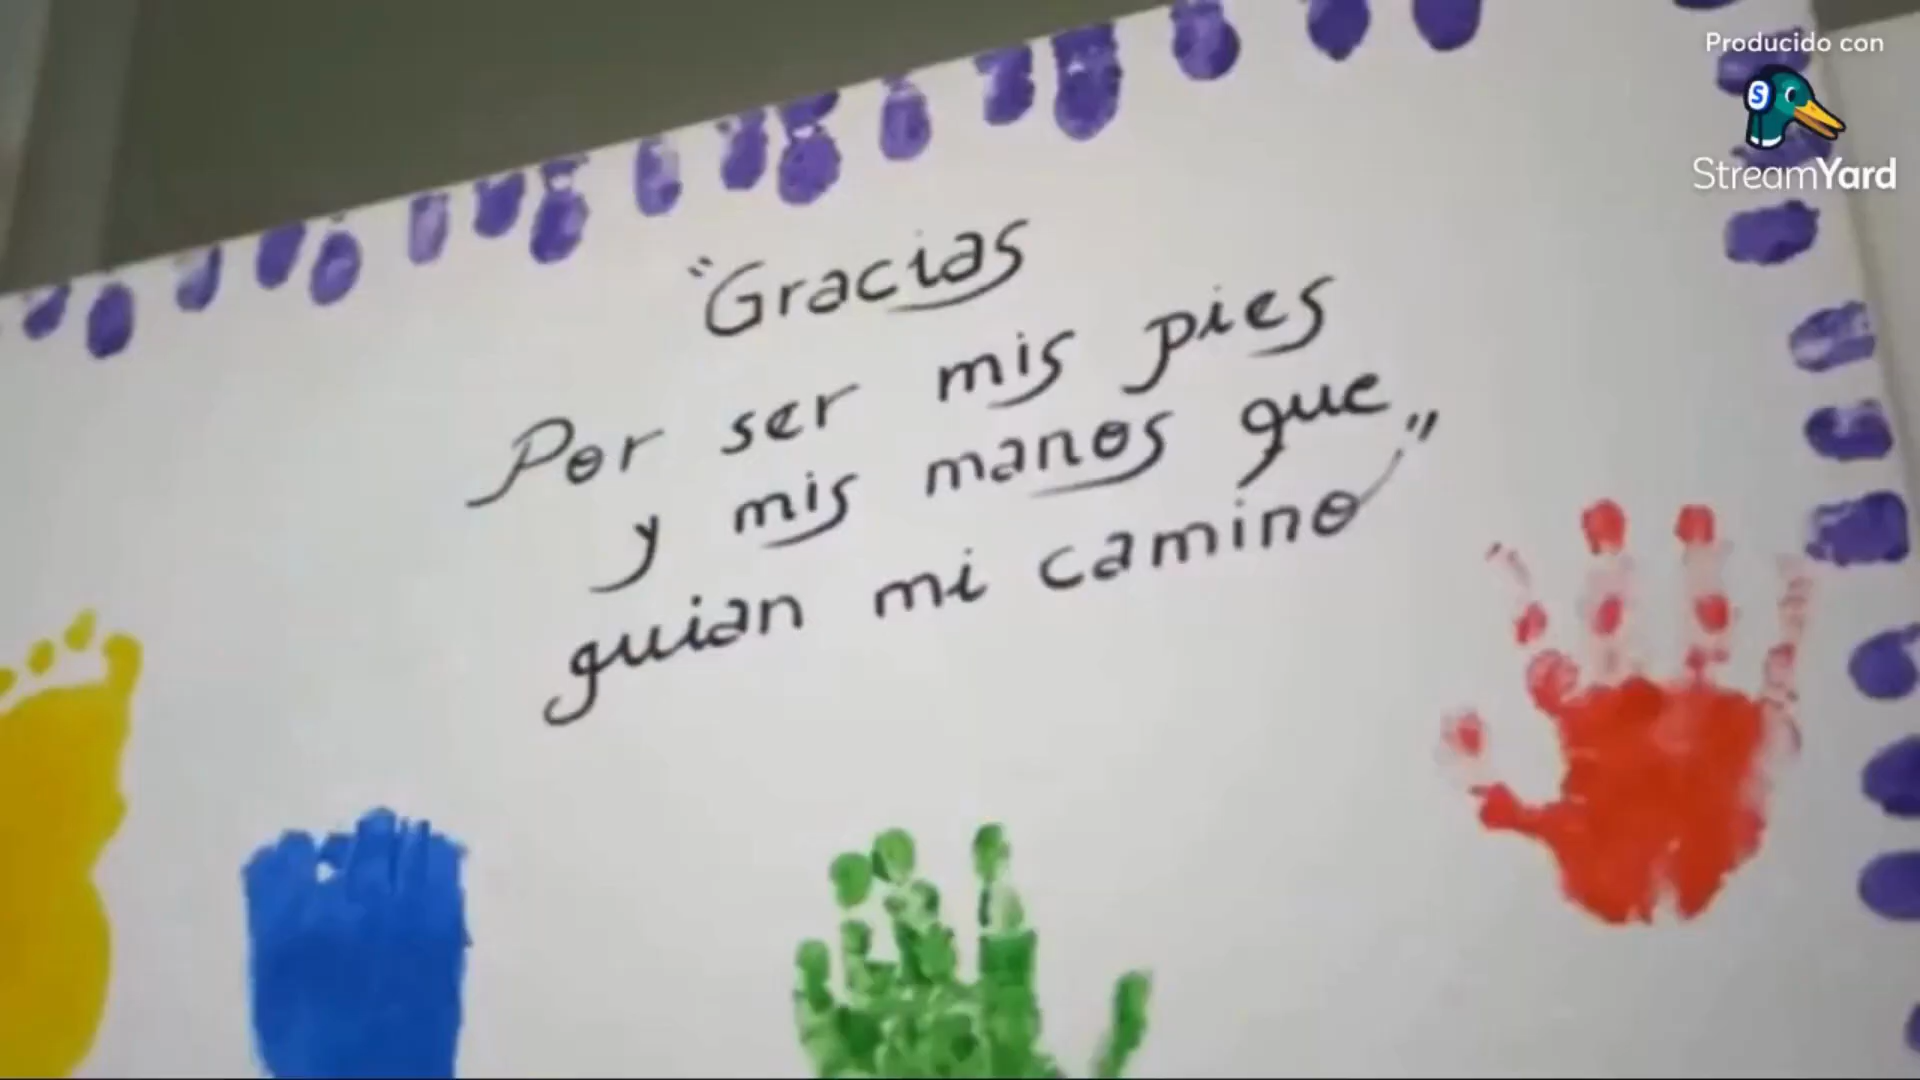 Producido con
StreamYard
"Gracias
Por ser mis pies
y mis manos que
guian mi camino"